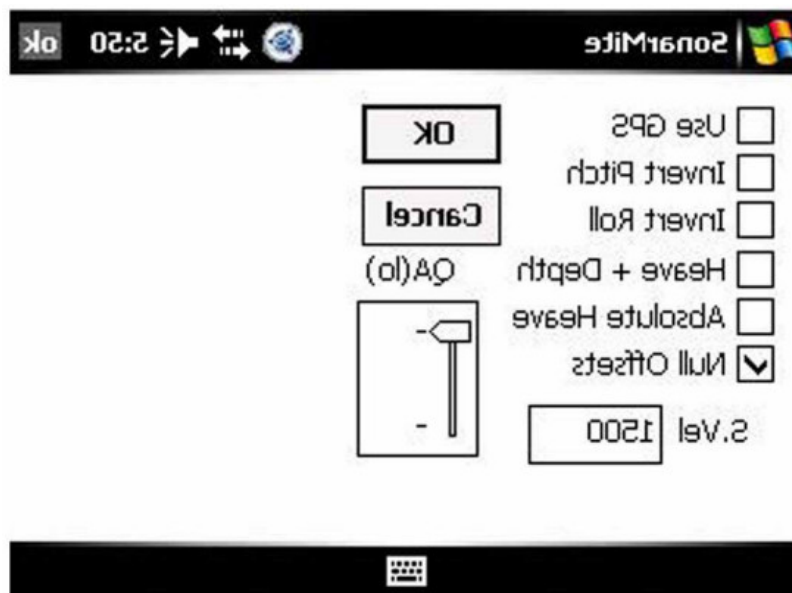 SonarMite 5:50 ok
Use GPS
Invert Pitch
Invert Roll
Heave + Depth
Absolute Heave
Null Offsets
S.Vel 1500
OK
Cancel
QA(lo)